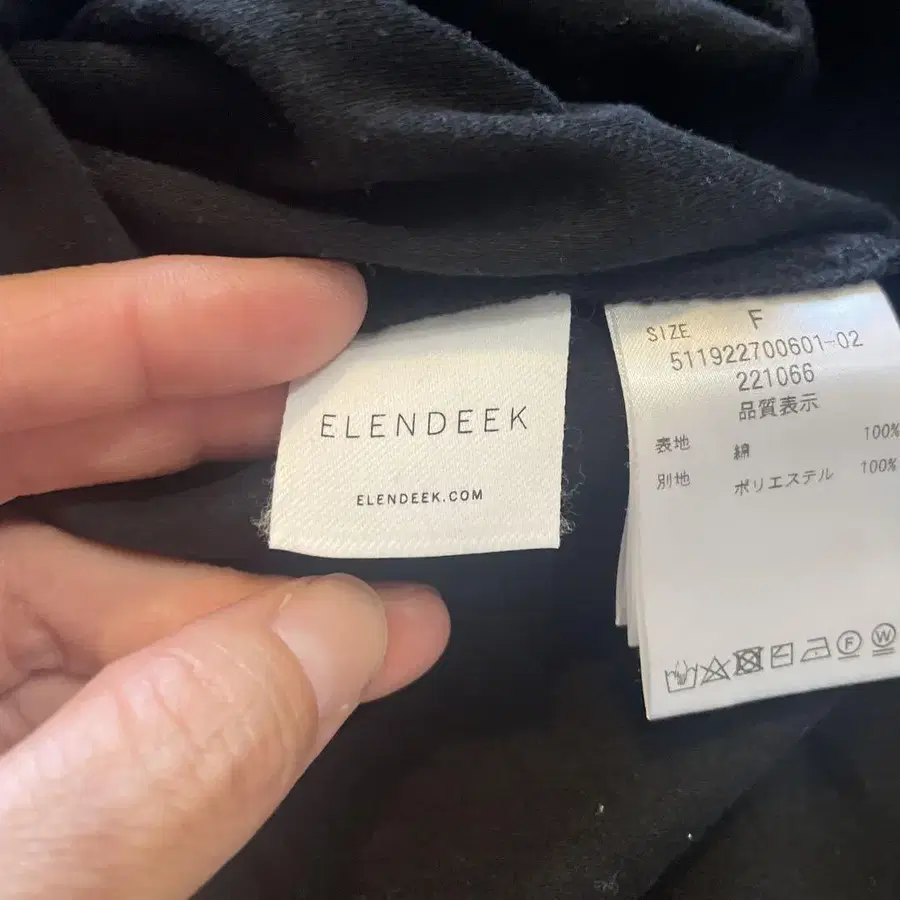 ELENDEEK
ELENDEEK.COM
SIZE F
511922700601-02
221066
品質表示
表地 綿 100%
別地 ポリエステル 100%
F W